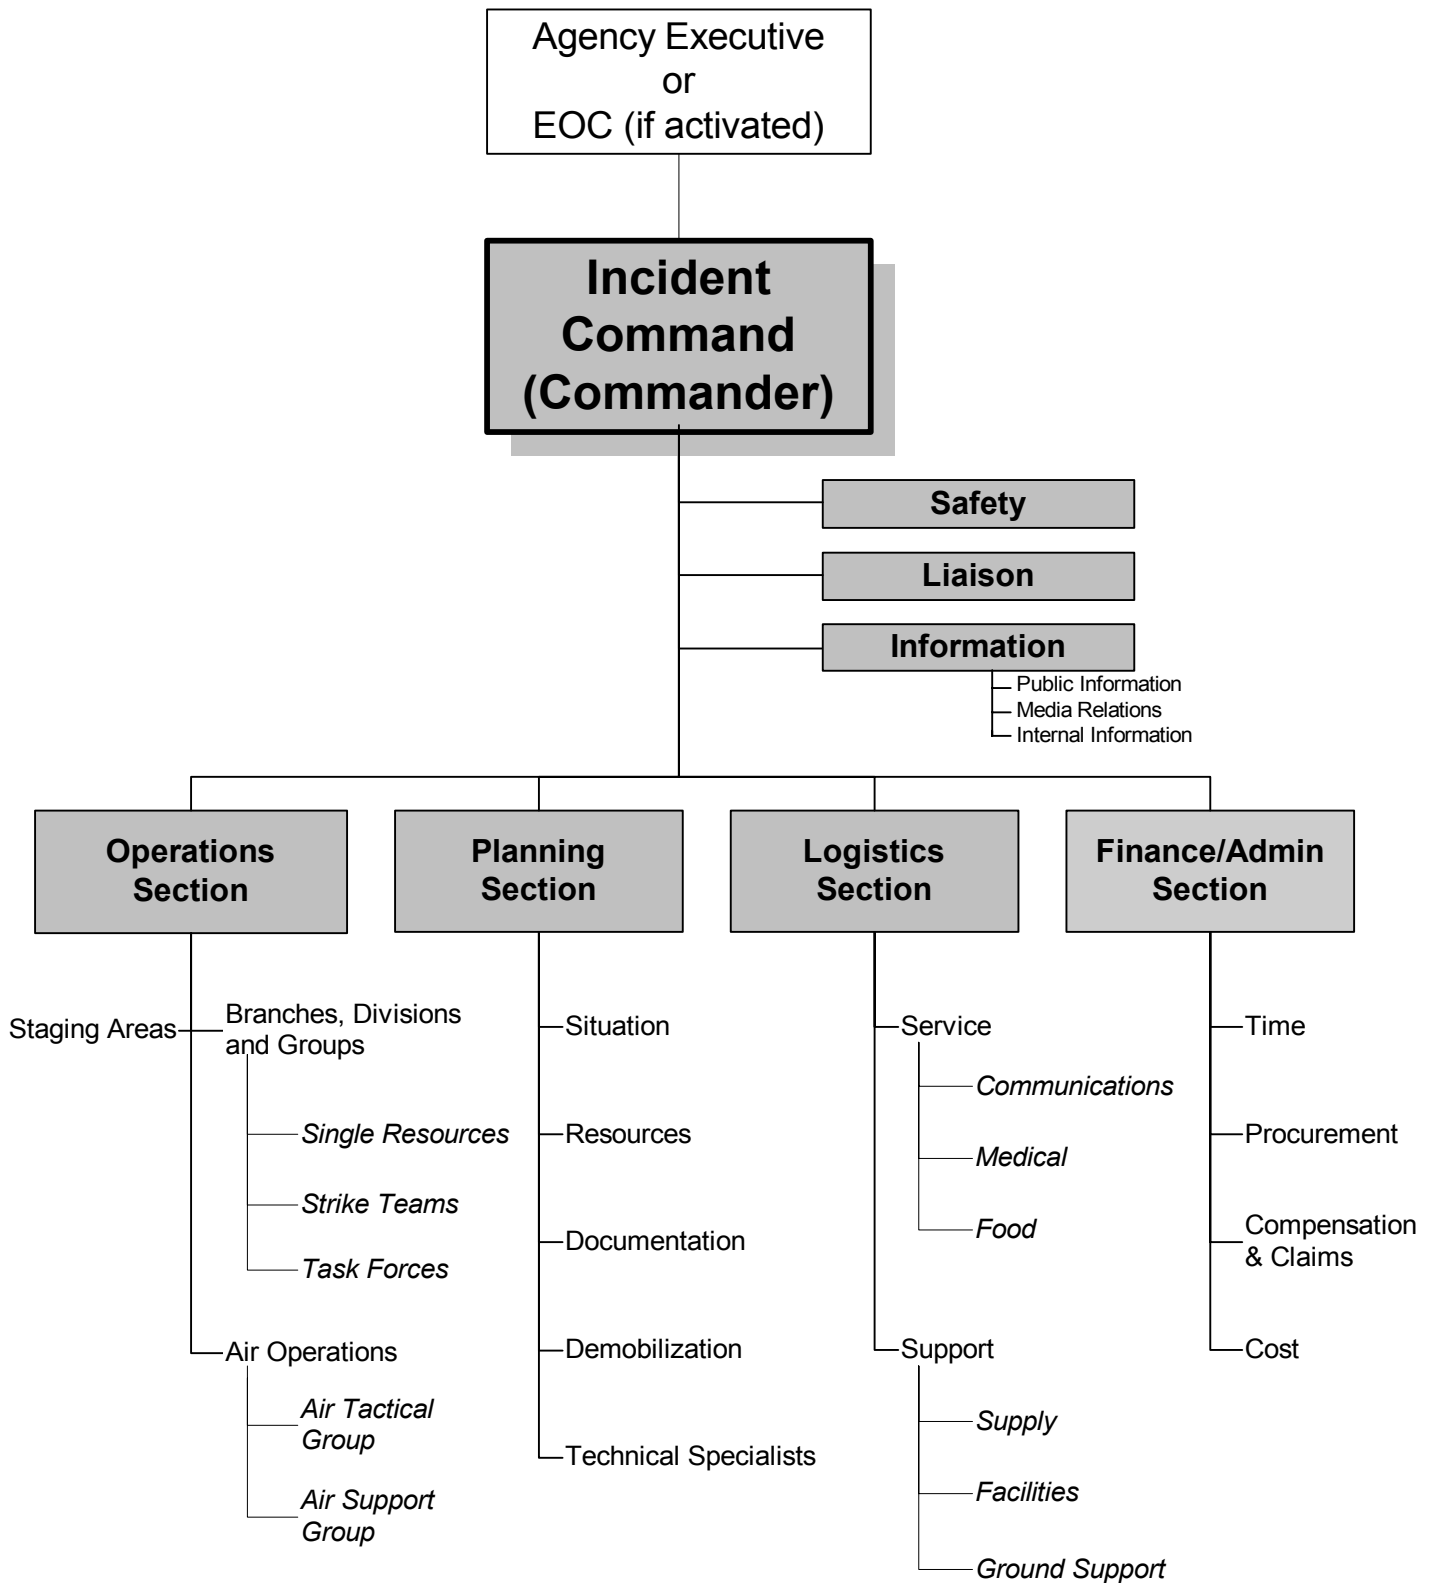 Agency Executive
or
EOC (if activated)
Incident
Command
(Commander)
Safety
Liaison
Information
Public Information
Media Relations
Internal Information
Operations
Section
Planning
Section
Logistics
Section
Finance/Admin
Section
Staging Areas
Branches, Divisions
and Groups
Single Resources
Strike Teams
Task Forces
Air Operations
Air Tactical
Group
Air Support
Group
Situation
Resources
Documentation
Demobilization
Technical Specialists
Service
Communications
Medical
Food
Support
Supply
Facilities
Ground Support
Time
Procurement
Compensation
& Claims
Cost